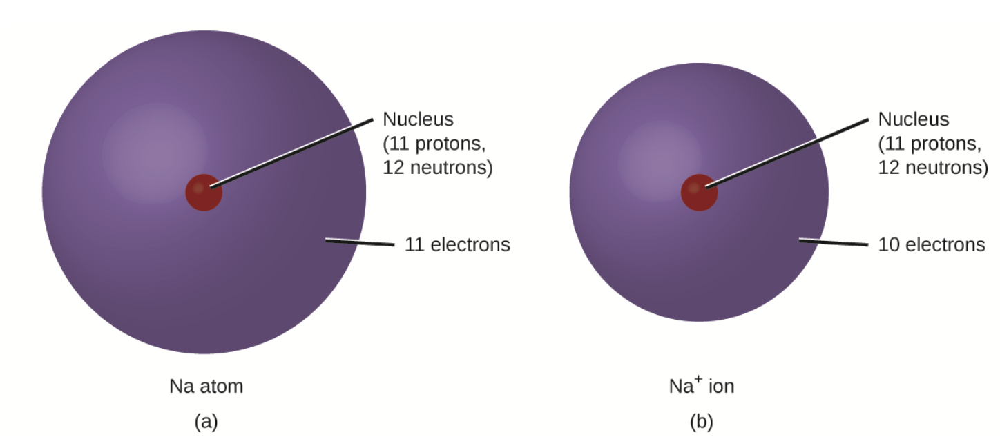 Nucleus
(11 protons,
12 neutrons)
11 electrons
Na atom
(a)
Nucleus
(11 protons,
12 neutrons)
10 electrons
Na⁺ ion
(b)